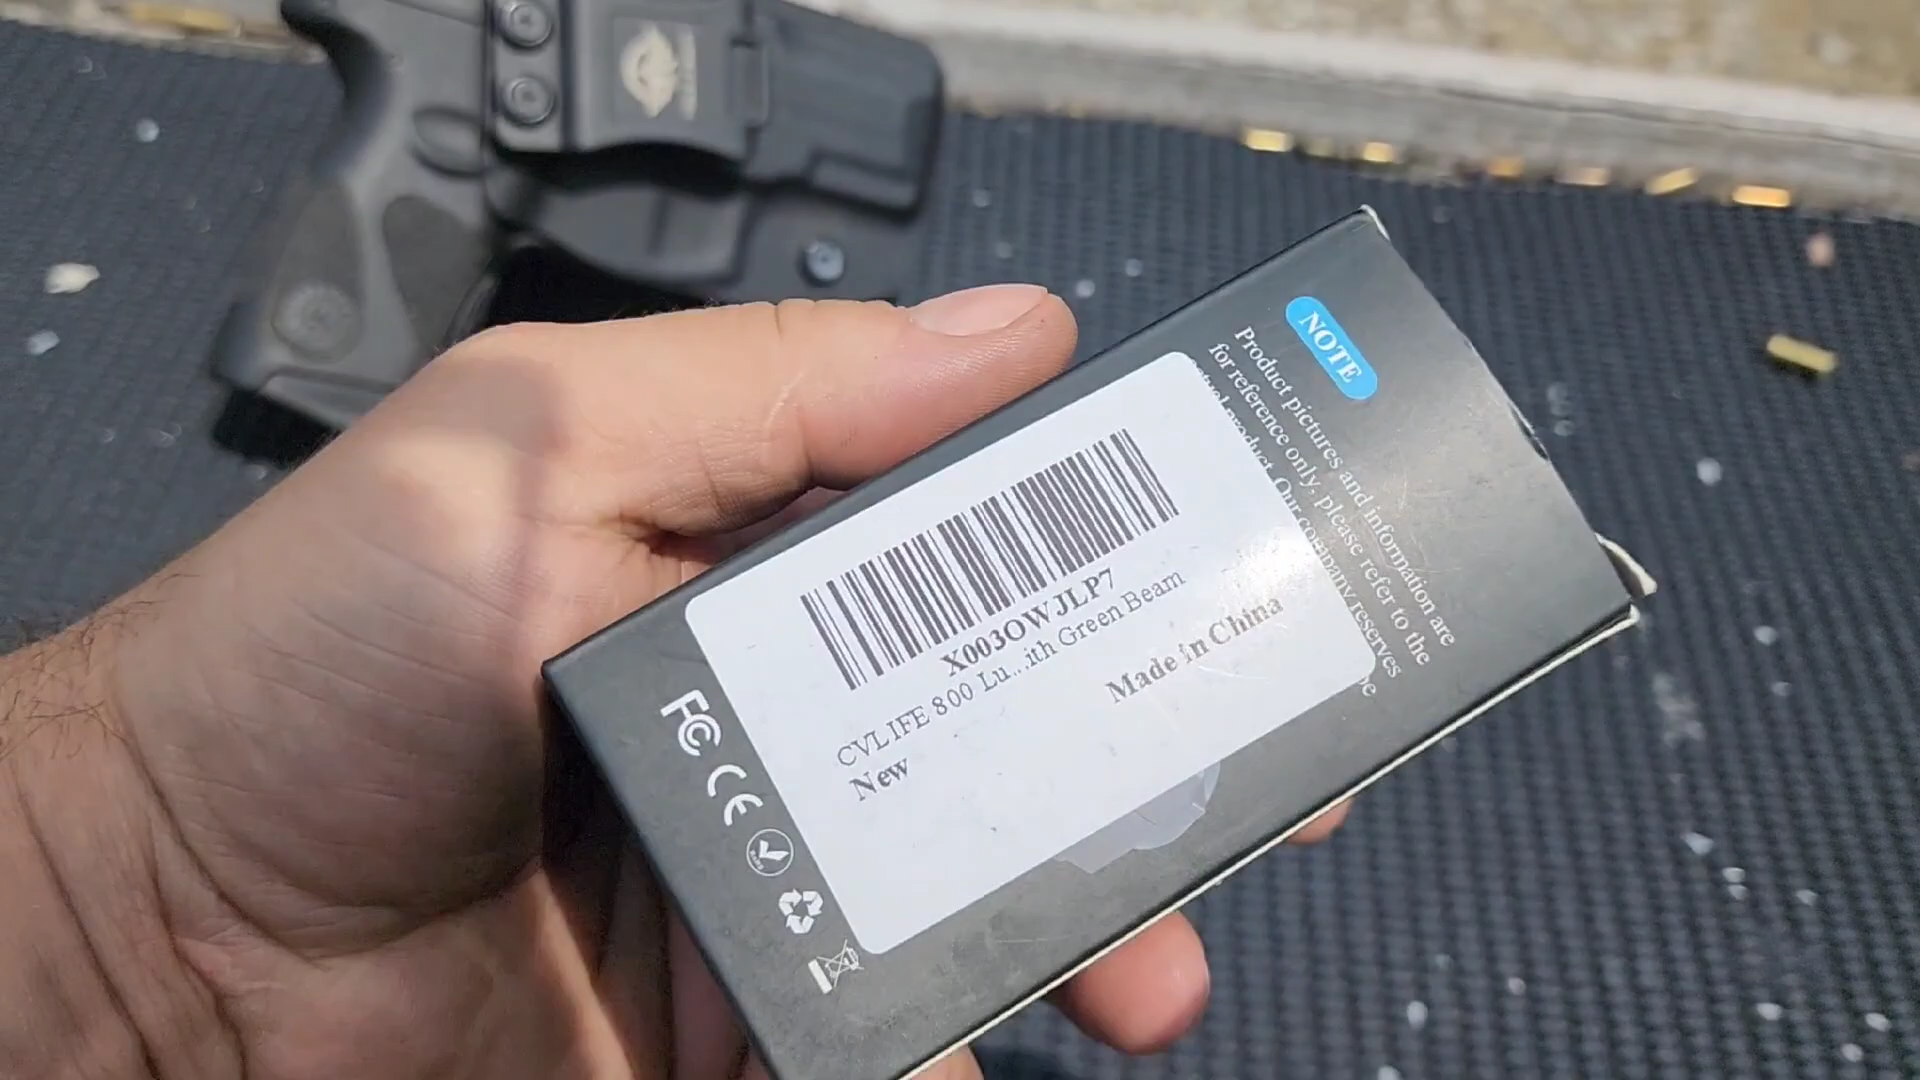 NOTE
Product pictures and information are
for reference only, please refer to the
product. Our company reserves
X003OWJLP7
CVLIFE 800 Lu...ith Green Beam
New
Made in China
FC CE